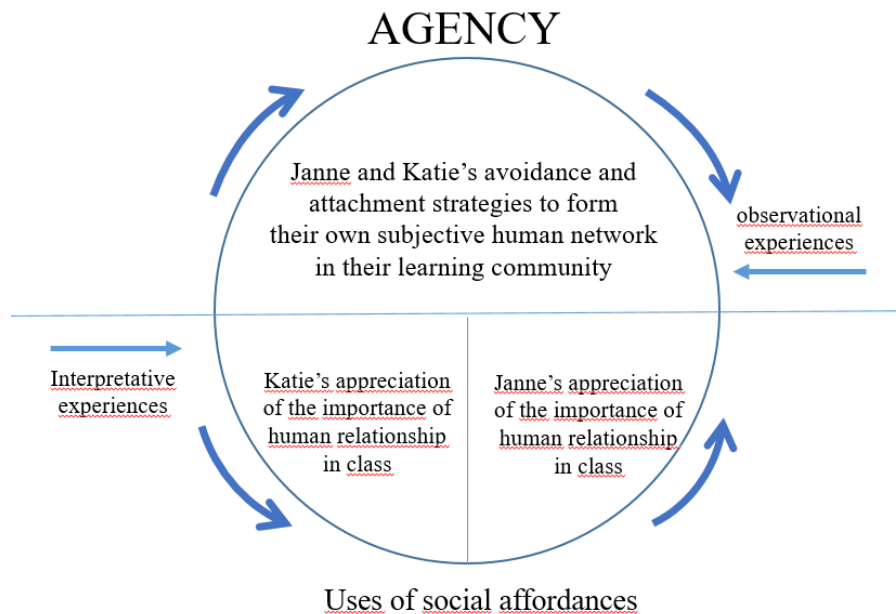 AGENCY
Janne and Katie’s avoidance and
attachment strategies to form
their own subjective human network
in their learning community
observational
experiences
Interpretative
experiences
Katie’s appreciation
of the importance of
human relationship
in class
Janne’s appreciation
of the importance of
human relationship
in class
Uses of social affordances